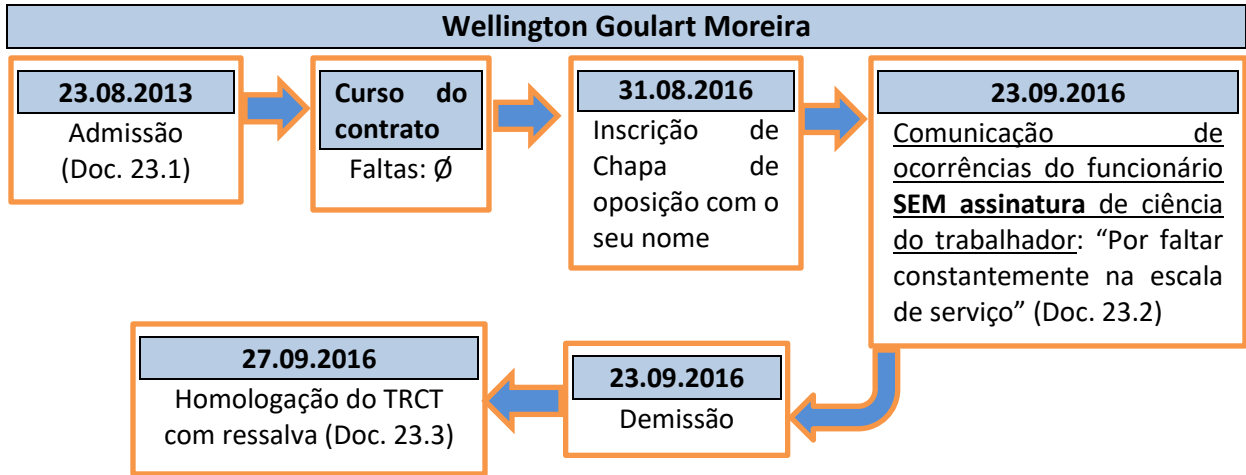 Wellington Goulart Moreira
23.08.2013
Admissão
(Doc. 23.1)
Curso do
contrato
Faltas: Ø
31.08.2016
Inscrição de
Chapa de
oposição com o
seu nome
23.09.2016
Comunicação de
ocorrências do funcionário
SEM assinatura de ciência
do trabalhador: “Por faltar
constantemente na escala
de serviço” (Doc. 23.2)
23.09.2016
Demissão
27.09.2016
Homologação do TRCT
com ressalva (Doc. 23.3)